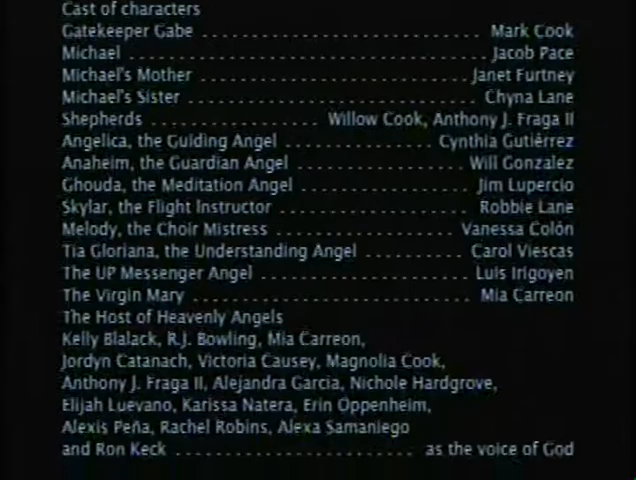 Cast of characters
Gatekeeper Gabe . . . . . . . . . . . . . . . . . . . . . . . . . . . . . Mark Cook
Michael . . . . . . . . . . . . . . . . . . . . . . . . . . . . . . . . . . . . Jacob Pace
Michael's Mother . . . . . . . . . . . . . . . . . . . . . . . . . . . . Janet Furtney
Michael's Sister . . . . . . . . . . . . . . . . . . . . . . . . . . . . . . Chyna Lane
Shepherds . . . . . . . . . . . . . . . . . Willow Cook, Anthony J. Fraga II
Angelica, the Guiding Angel . . . . . . . . . . . . . . . Cynthia Gutiérrez
Anaheim, the Guardian Angel . . . . . . . . . . . . . . . . . Will Gonzalez
Ghouda, the Meditation Angel . . . . . . . . . . . . . . . . . Jim Lupercio
Skylar, the Flight Instructor . . . . . . . . . . . . . . . . . . . . Robbie Lane
Melody, the Choir Mistress . . . . . . . . . . . . . . . . . . . Vanessa Colón
Tia Gloriana, the Understanding Angel . . . . . . . . . . Carol Viescas
The UP Messenger Angel . . . . . . . . . . . . . . . . . . . . . . Luis Irigoyen
The Virgin Mary . . . . . . . . . . . . . . . . . . . . . . . . . . . . . Mia Carreon
The Host of Heavenly Angels
Kelly Blalack, R.J. Bowling, Mia Carreon,
Jordyn Catanach, Victoria Causey, Magnolia Cook,
Anthony J. Fraga II, Alejandra Garcia, Nichole Hardgrove,
Elijah Luevano, Karissa Natera, Erin Oppenheim,
Alexis Peña, Rachel Robins, Alexa Samaniego
and Ron Keck . . . . . . . . . . . . . . . . . . . . . . . . as the voice of God